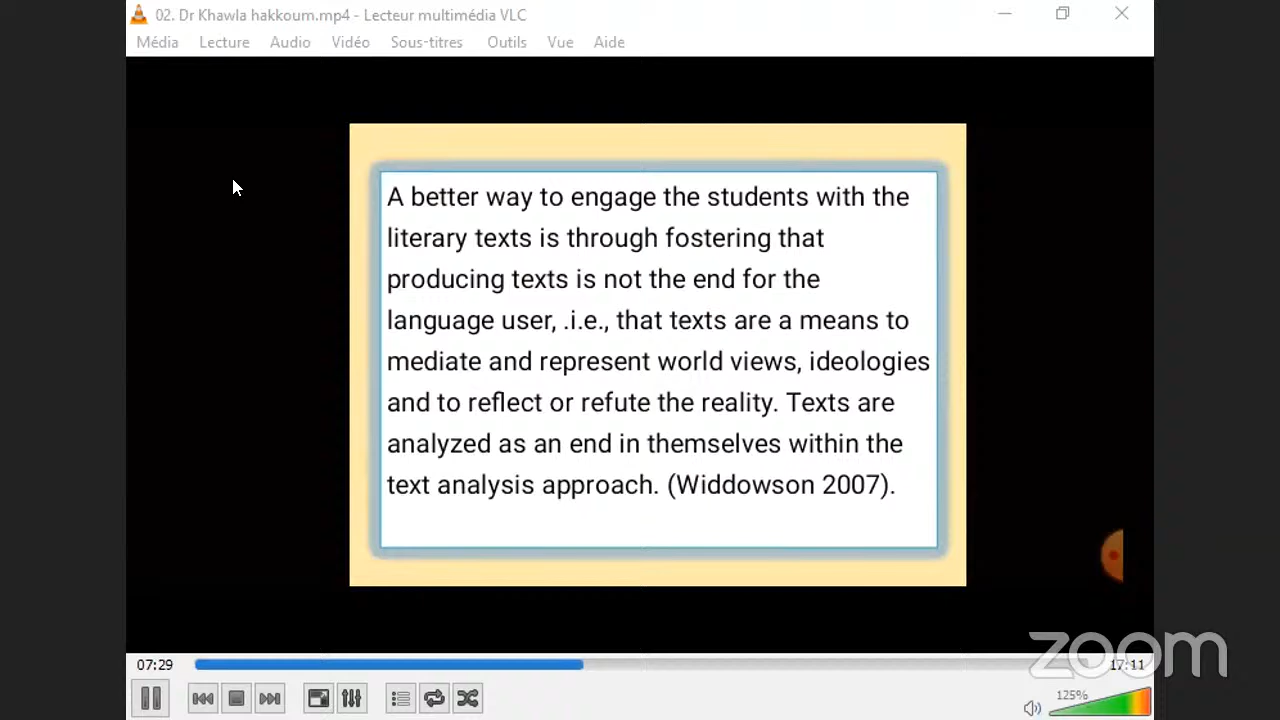 02. Dr Khawla hakkoum.mp4 - Lecteur multimédia VLC
Média Lecture Audio Vidéo Sous-titres Outils Vue Aide
A better way to engage the students with the
literary texts is through fostering that
producing texts is not the end for the
language user, .i.e., that texts are a means to
mediate and represent world views, ideologies
and to reflect or refute the reality. Texts are
analyzed as an end in themselves within the
text analysis approach. (Widdowson 2007).
zoom
07:29 17:11
125%